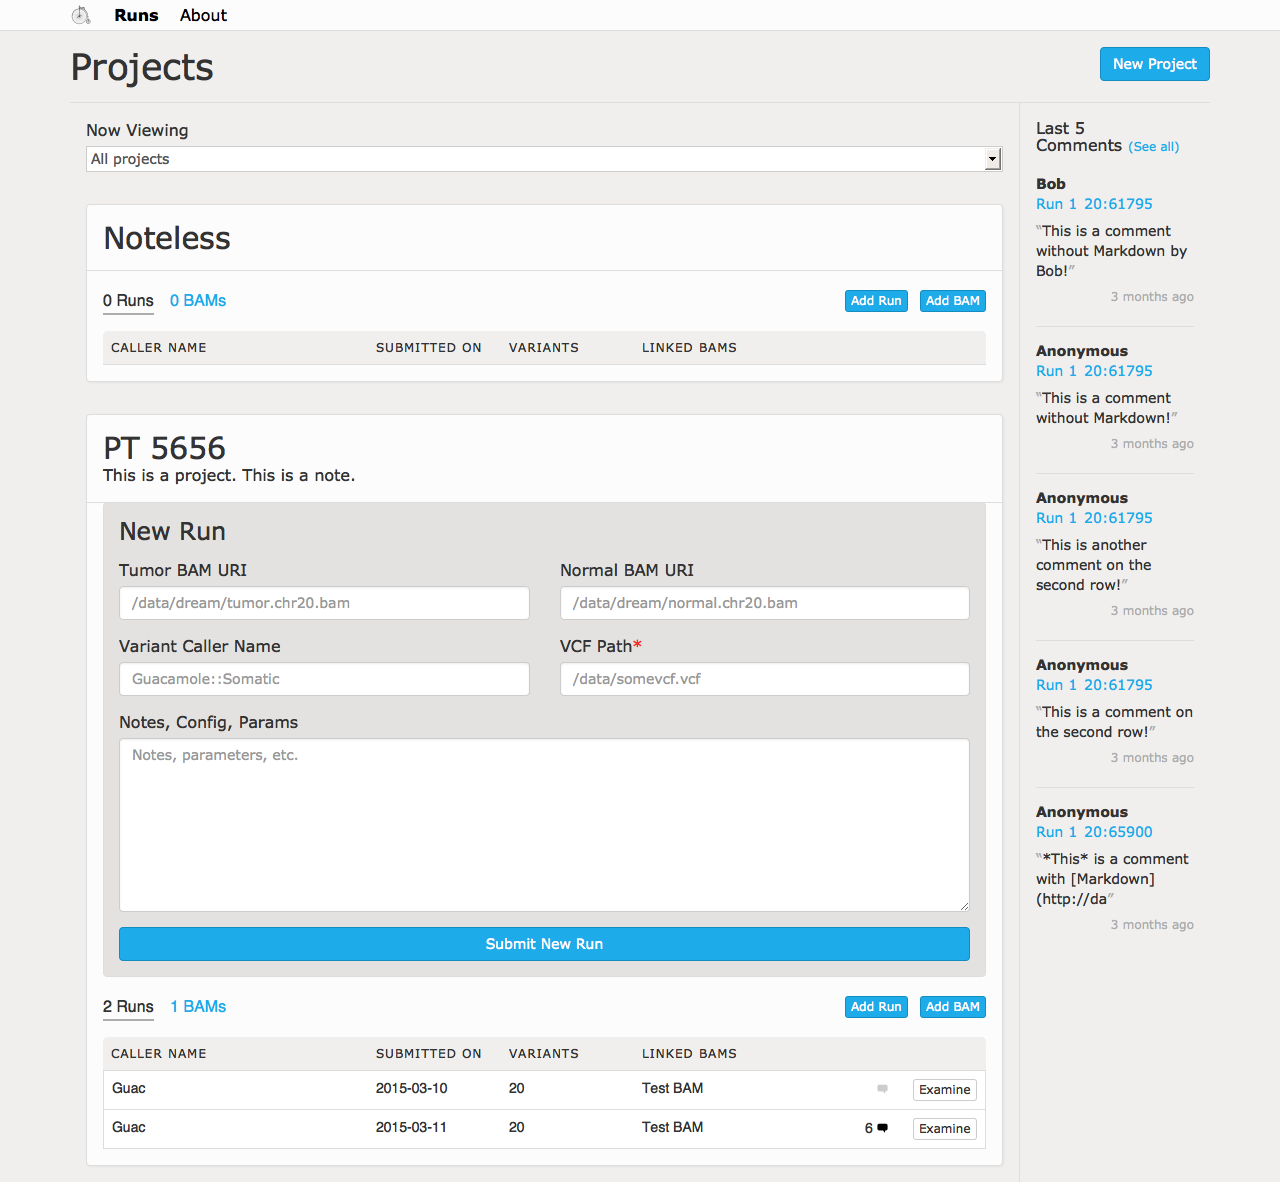 Runs About
Projects
New Project
Now Viewing
All projects
Noteless
0 Runs 0 BAMs
Add Run Add BAM
CALLER NAME SUBMITTED ON VARIANTS LINKED BAMS
PT 5656
This is a project. This is a note.
New Run
Tumor BAM URI Normal BAM URI
/data/dream/tumor.chr20.bam /data/dream/normal.chr20.bam
Variant Caller Name VCF Path*
Guacamole::Somatic /data/somevcf.vcf
Notes, Config, Params
Notes, parameters, etc.
Submit New Run
2 Runs 1 BAMs
Add Run Add BAM
CALLER NAME SUBMITTED ON VARIANTS LINKED BAMS
Guac 2015-03-10 20 Test BAM Examine
Guac 2015-03-11 20 Test BAM 6 Examine
Last 5
Comments (See all)
Bob
Run 1 20:61795
“This is a comment
without Markdown by
Bob!”
3 months ago
Anonymous
Run 1 20:61795
“This is a comment
without Markdown!”
3 months ago
Anonymous
Run 1 20:61795
“This is another
comment on the
second row!”
3 months ago
Anonymous
Run 1 20:61795
“This is a comment on
the second row!”
3 months ago
Anonymous
Run 1 20:65900
“*This* is a comment
with [Markdown]
(http://da”
3 months ago